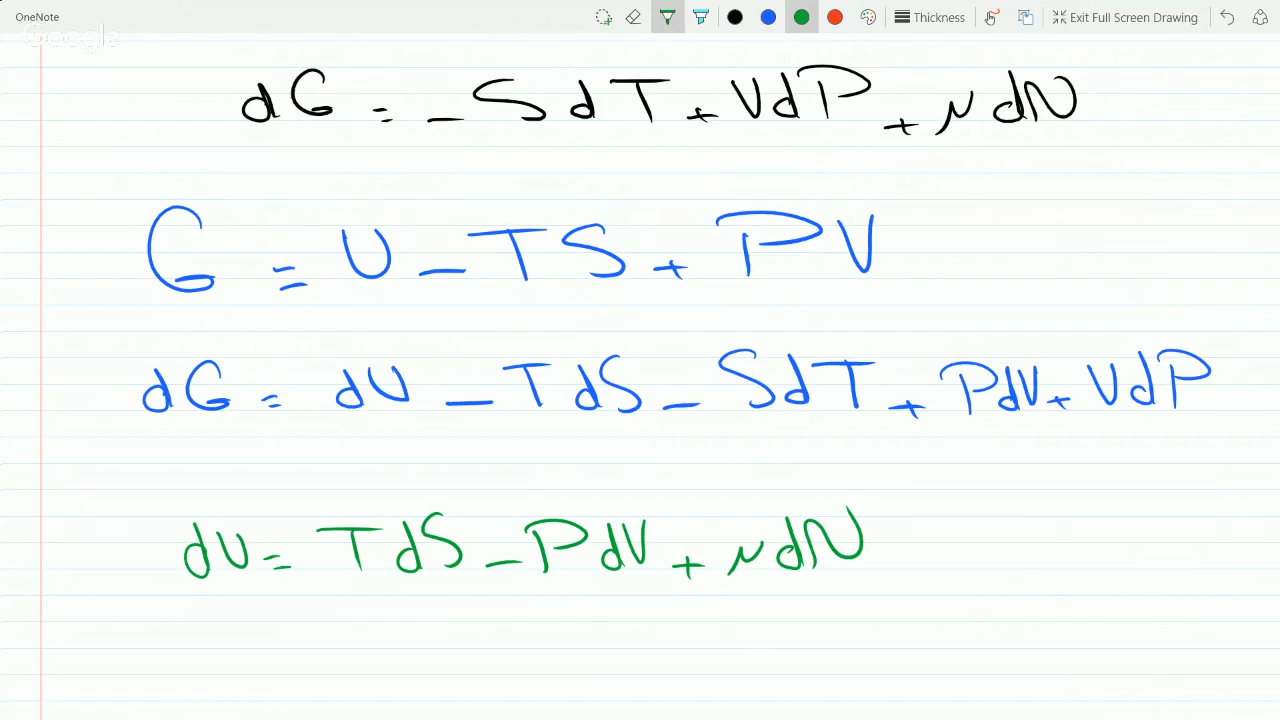 OneNote
Thickness
Exit Full Screen Drawing
Google
dG = - SdT + VdP + μdN
G = U - TS + PV
dG = dU - TdS - SdT + PdV + VdP
dU = TdS - PdV + μdN